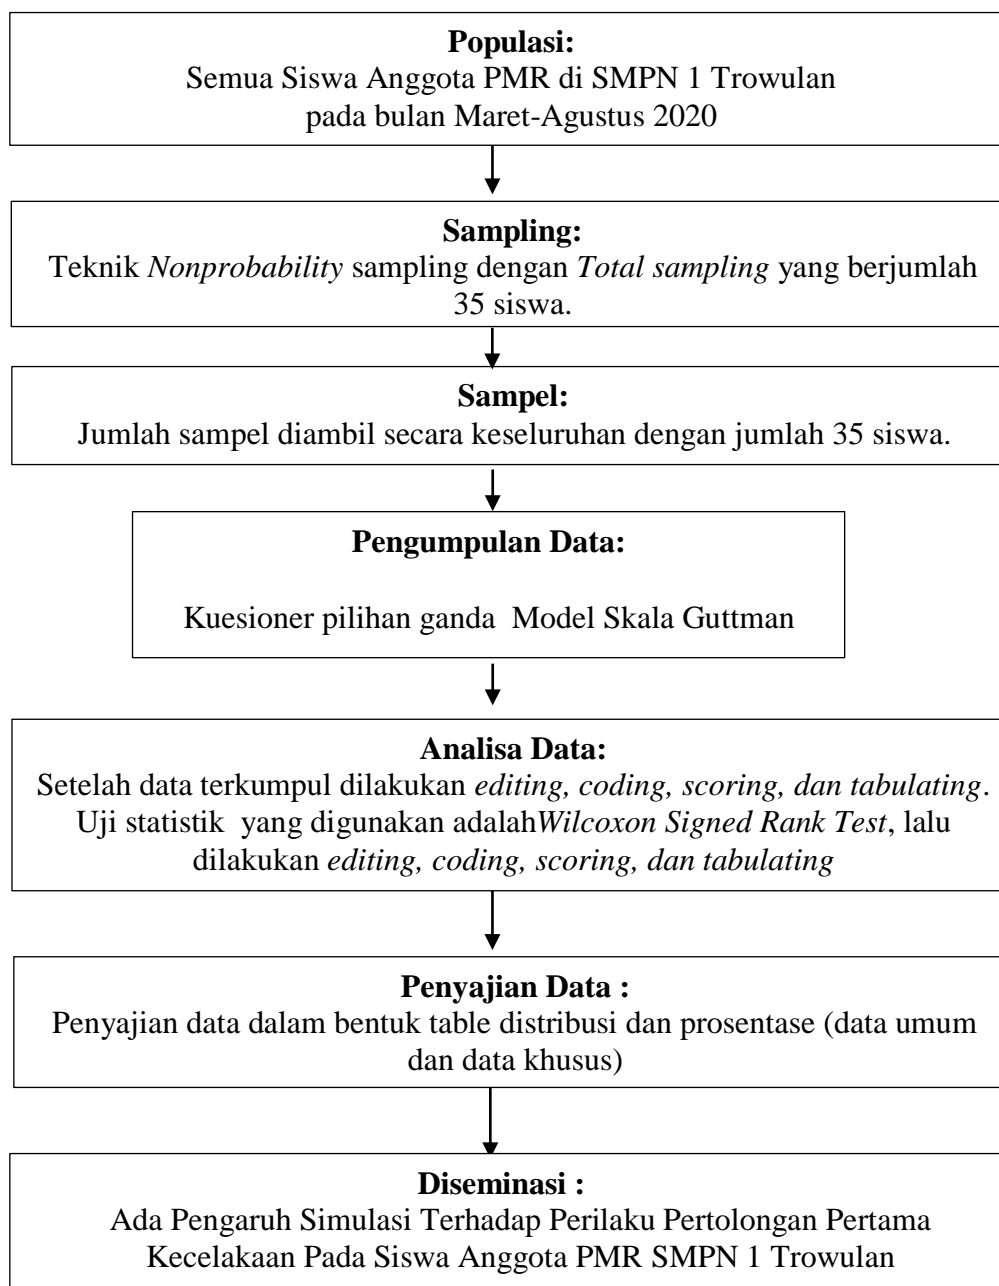 Populasi:
Semua Siswa Anggota PMR di SMPN 1 Trowulan
pada bulan Maret-Agustus 2020
Sampling:
Teknik Nonprobability sampling dengan Total sampling yang berjumlah
35 siswa.
Sampel:
Jumlah sampel diambil secara keseluruhan dengan jumlah 35 siswa.
Pengumpulan Data:
Kuesioner pilihan ganda Model Skala Guttman
Analisa Data:
Setelah data terkumpul dilakukan editing, coding, scoring, dan tabulating.
Uji statistik yang digunakan adalahWilcoxon Signed Rank Test, lalu
dilakukan editing, coding, scoring, dan tabulating
Penyajian Data :
Penyajian data dalam bentuk table distribusi dan prosentase (data umum
dan data khusus)
Diseminasi :
Ada Pengaruh Simulasi Terhadap Perilaku Pertolongan Pertama
Kecelakaan Pada Siswa Anggota PMR SMPN 1 Trowulan